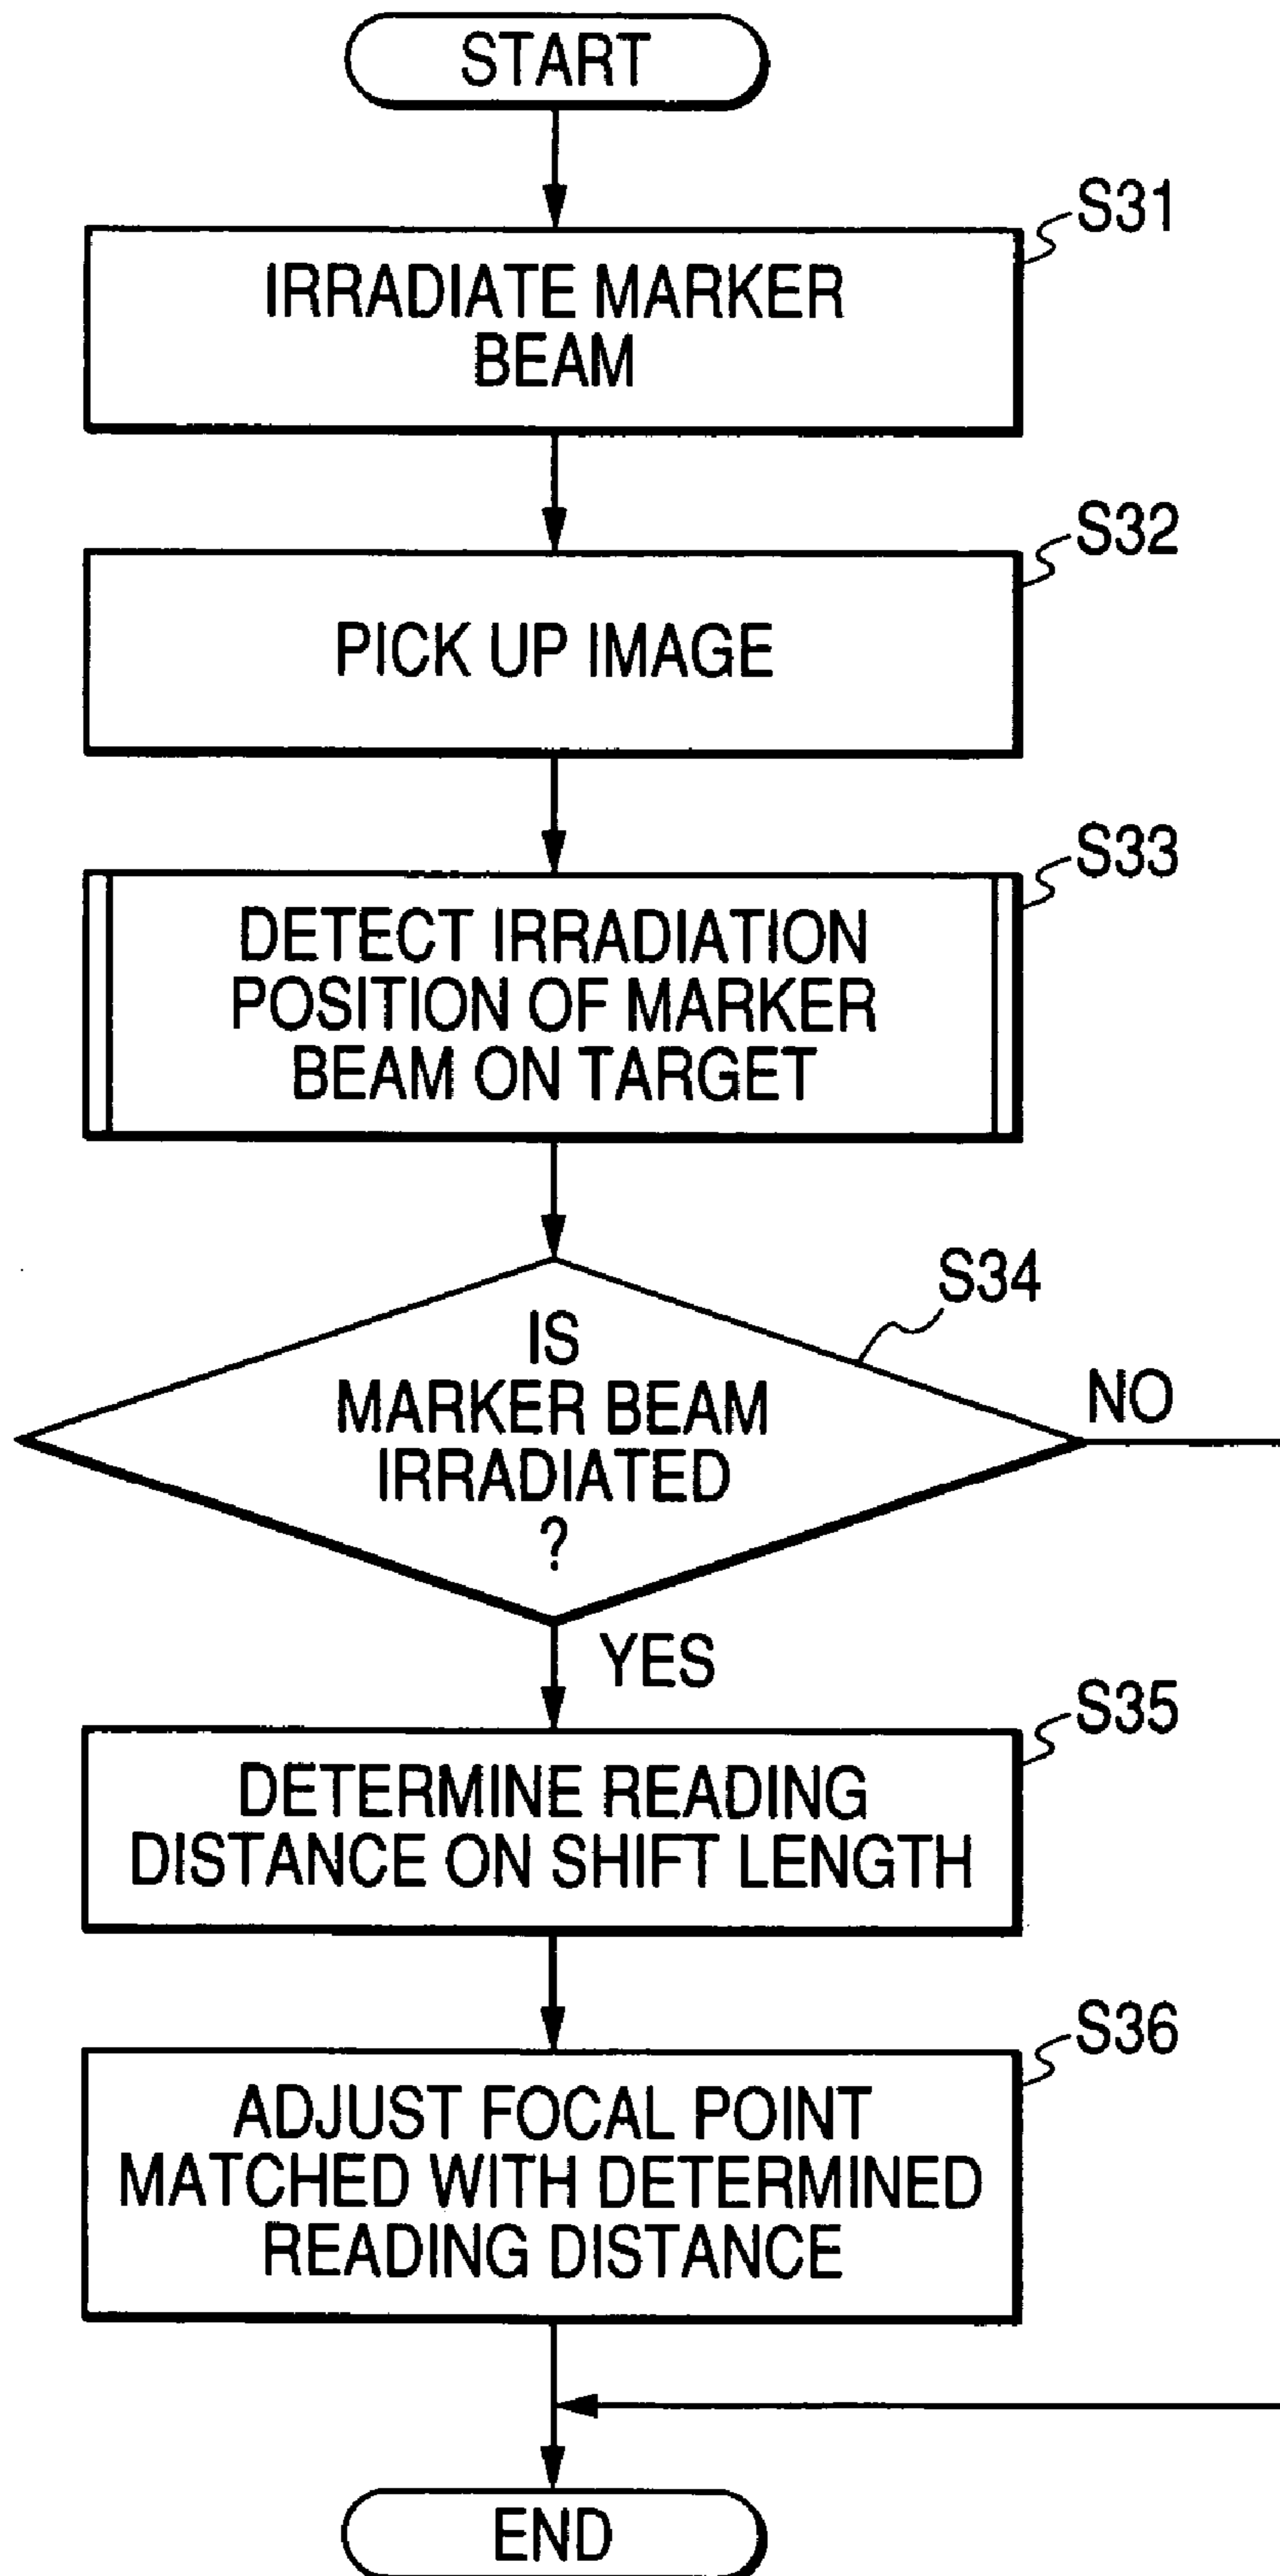 START
S31
IRRADIATE MARKER
BEAM
S32
PICK UP IMAGE
S33
DETECT IRRADIATION
POSITION OF MARKER
BEAM ON TARGET
S34
IS
MARKER BEAM
IRRADIATED
?
NO
YES
S35
DETERMINE READING
DISTANCE ON SHIFT LENGTH
S36
ADJUST FOCAL POINT
MATCHED WITH DETERMINED
READING DISTANCE
END